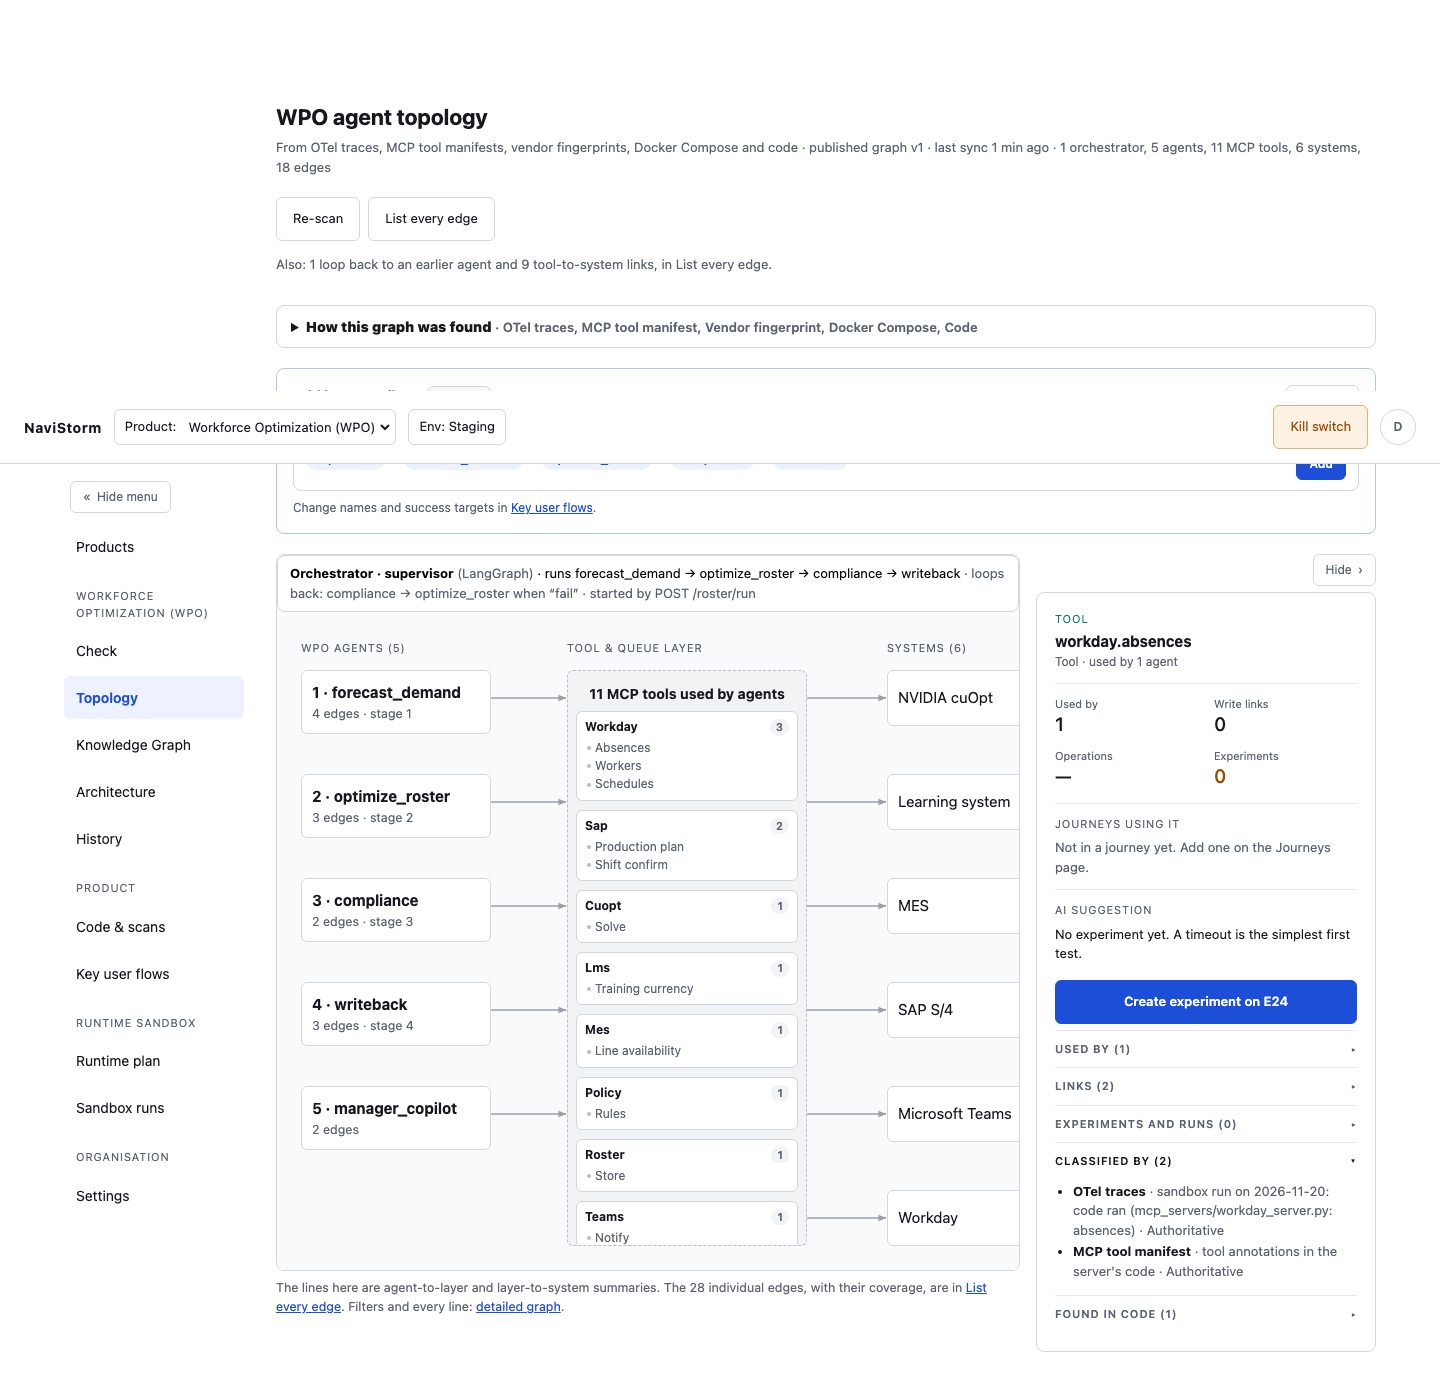 WPO agent topology
From OTel traces, MCP tool manifests, vendor fingerprints, Docker Compose and code · published graph v1 · last sync 1 min ago · 1 orchestrator, 5 agents, 11 MCP tools, 6 systems,
18 edges
Re-scan
List every edge
Also: 1 loop back to an earlier agent and 9 tool-to-system links, in List every edge.
▶ How this graph was found · OTel traces, MCP tool manifest, Vendor fingerprint, Docker Compose, Code
NaviStorm
Product: Workforce Optimization (WPO)
Env: Staging
Kill switch
D
Add
Change names and success targets in Key user flows.
« Hide menu
Products
WORKFORCE
OPTIMIZATION (WPO)
Check
Topology
Knowledge Graph
Architecture
History
PRODUCT
Code & scans
Key user flows
RUNTIME SANDBOX
Runtime plan
Sandbox runs
ORGANISATION
Settings
Orchestrator · supervisor (LangGraph) · runs forecast_demand → optimize_roster → compliance → writeback · loops
back: compliance → optimize_roster when “fail” · started by POST /roster/run
WPO AGENTS (5)
1 · forecast_demand
4 edges · stage 1
2 · optimize_roster
3 edges · stage 2
3 · compliance
2 edges · stage 3
4 · writeback
3 edges · stage 4
5 · manager_copilot
2 edges
TOOL & QUEUE LAYER
11 MCP tools used by agents
Workday 3
• Absences
• Workers
• Schedules
Sap 2
• Production plan
• Shift confirm
Cuopt 1
• Solve
Lms 1
• Training currency
Mes 1
• Line availability
Policy 1
• Rules
Roster 1
• Store
Teams 1
• Notify
SYSTEMS (6)
NVIDIA cuOpt
Learning system
MES
SAP S/4
Microsoft Teams
Workday
The lines here are agent-to-layer and layer-to-system summaries. The 28 individual edges, with their coverage, are in List
every edge. Filters and every line: detailed graph.
Hide ›
TOOL
workday.absences
Tool · used by 1 agent
Used by
1
Write links
0
Operations
—
Experiments
0
JOURNEYS USING IT
Not in a journey yet. Add one on the Journeys
page.
AI SUGGESTION
No experiment yet. A timeout is the simplest first
test.
Create experiment on E24
USED BY (1)
LINKS (2)
EXPERIMENTS AND RUNS (0)
CLASSIFIED BY (2)
• OTel traces · sandbox run on 2026-11-20:
code ran (mcp_servers/workday_server.py:
absences) · Authoritative
• MCP tool manifest · tool annotations in the
server's code · Authoritative
FOUND IN CODE (1)